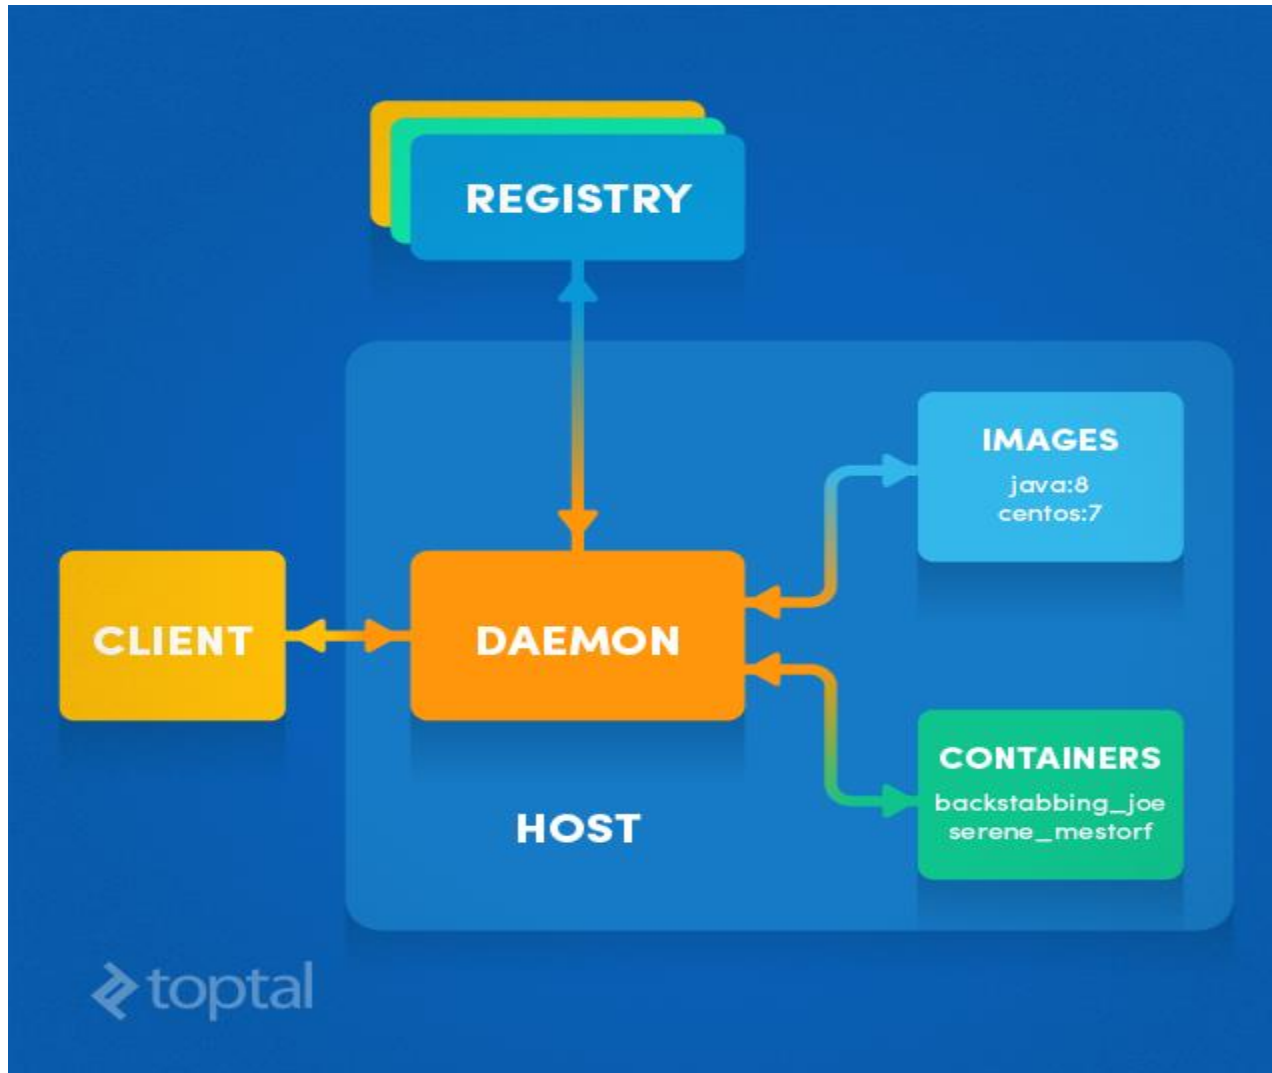 REGISTRY
IMAGES
java:8
centos:7
CLIENT
DAEMON
CONTAINERS
backstabbing_joe
serene_mestorf
HOST
toptal